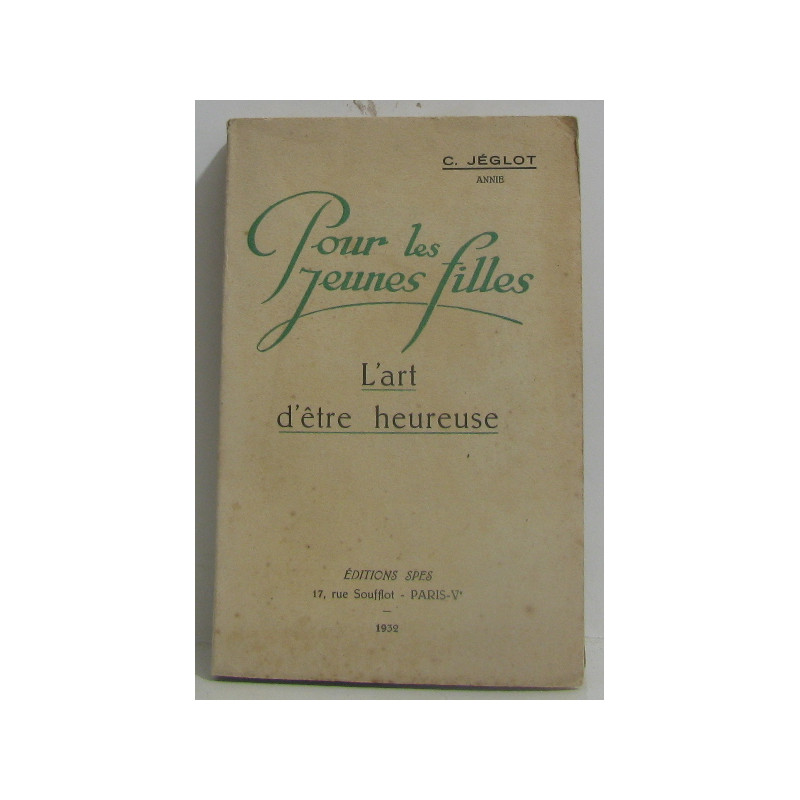 C. JÉGLOT
ANNIE
Pour les
jeunes filles
L'art
d'être heureuse
ÉDITIONS SPES
17, rue Soufflot - PARIS-Vᵉ
1932